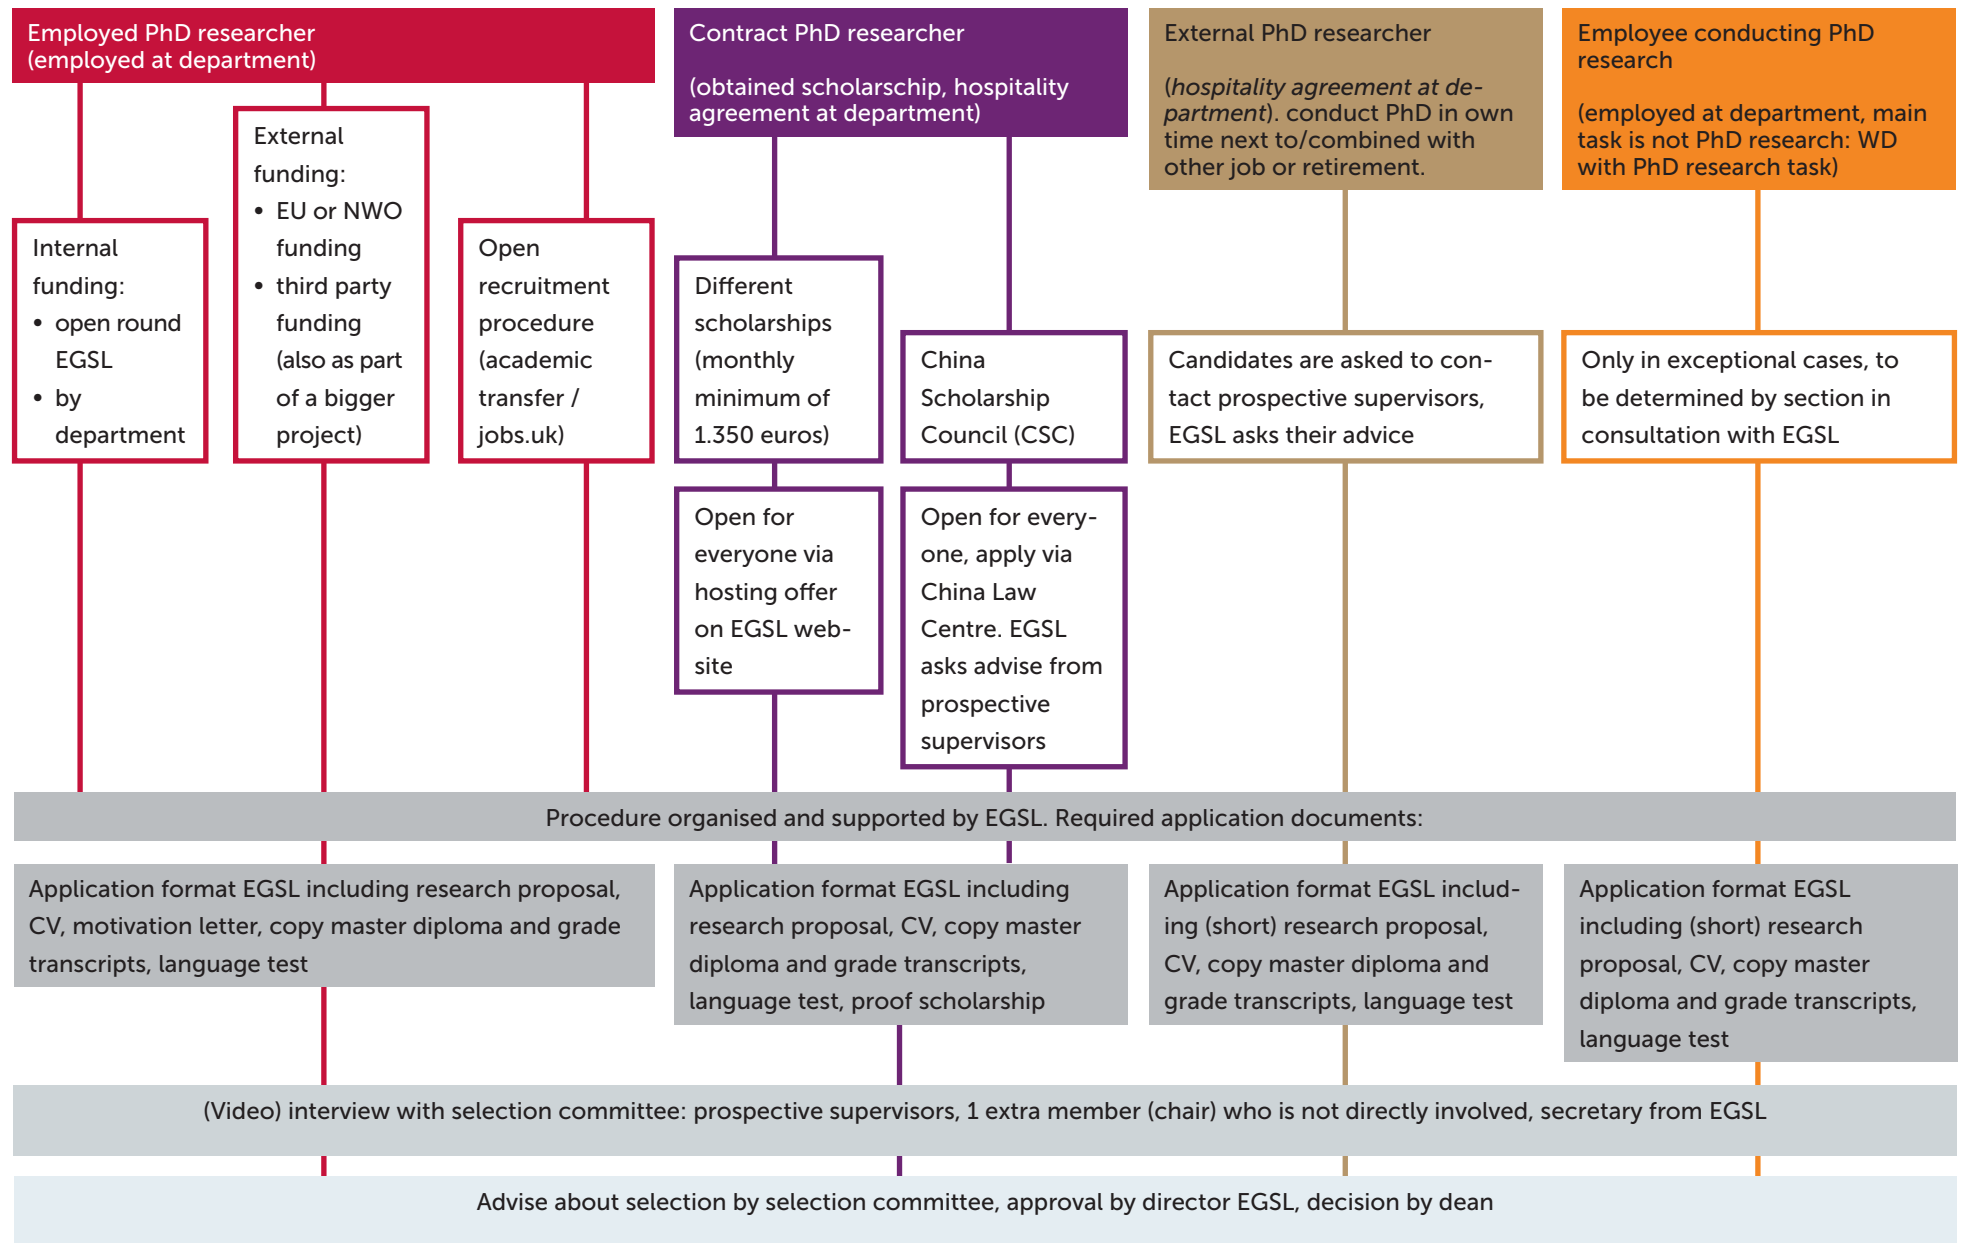 Employed PhD researcher
(employed at department)
Internal
funding:
• open round
EGSL
• by
department
External
funding:
• EU or NWO
funding
• third party
funding
(also as part
of a bigger
project)
Open
recruitment
procedure
(academic
transfer /
jobs.uk)
Contract PhD researcher
(obtained scholarschip, hospitality
agreement at department)
Different
scholarships
(monthly
minimum of
1.350 euros)
Open for
everyone via
hosting offer
on EGSL web-
site
China
Scholarship
Council (CSC)
Open for every-
one, apply via
China Law
Centre. EGSL
asks advise from
prospective
supervisors
External PhD researcher
(hospitality agreement at de-
partment). conduct PhD in own
time next to/combined with
other job or retirement.
Candidates are asked to con-
tact prospective supervisors,
EGSL asks their advice
Employee conducting PhD
research
(employed at department, main
task is not PhD research: WD
with PhD research task)
Only in exceptional cases, to
be determined by section in
consultation with EGSL
Procedure organised and supported by EGSL. Required application documents:
Application format EGSL including research proposal,
CV, motivation letter, copy master diploma and grade
transcripts, language test
Application format EGSL including
research proposal, CV, copy master
diploma and grade transcripts,
language test, proof scholarship
Application format EGSL includ-
ing (short) research proposal,
CV, copy master diploma and
grade transcripts, language test
Application format EGSL
including (short) research
proposal, CV, copy master
diploma and grade transcripts,
language test
(Video) interview with selection committee: prospective supervisors, 1 extra member (chair) who is not directly involved, secretary from EGSL
Advise about selection by selection committee, approval by director EGSL, decision by dean